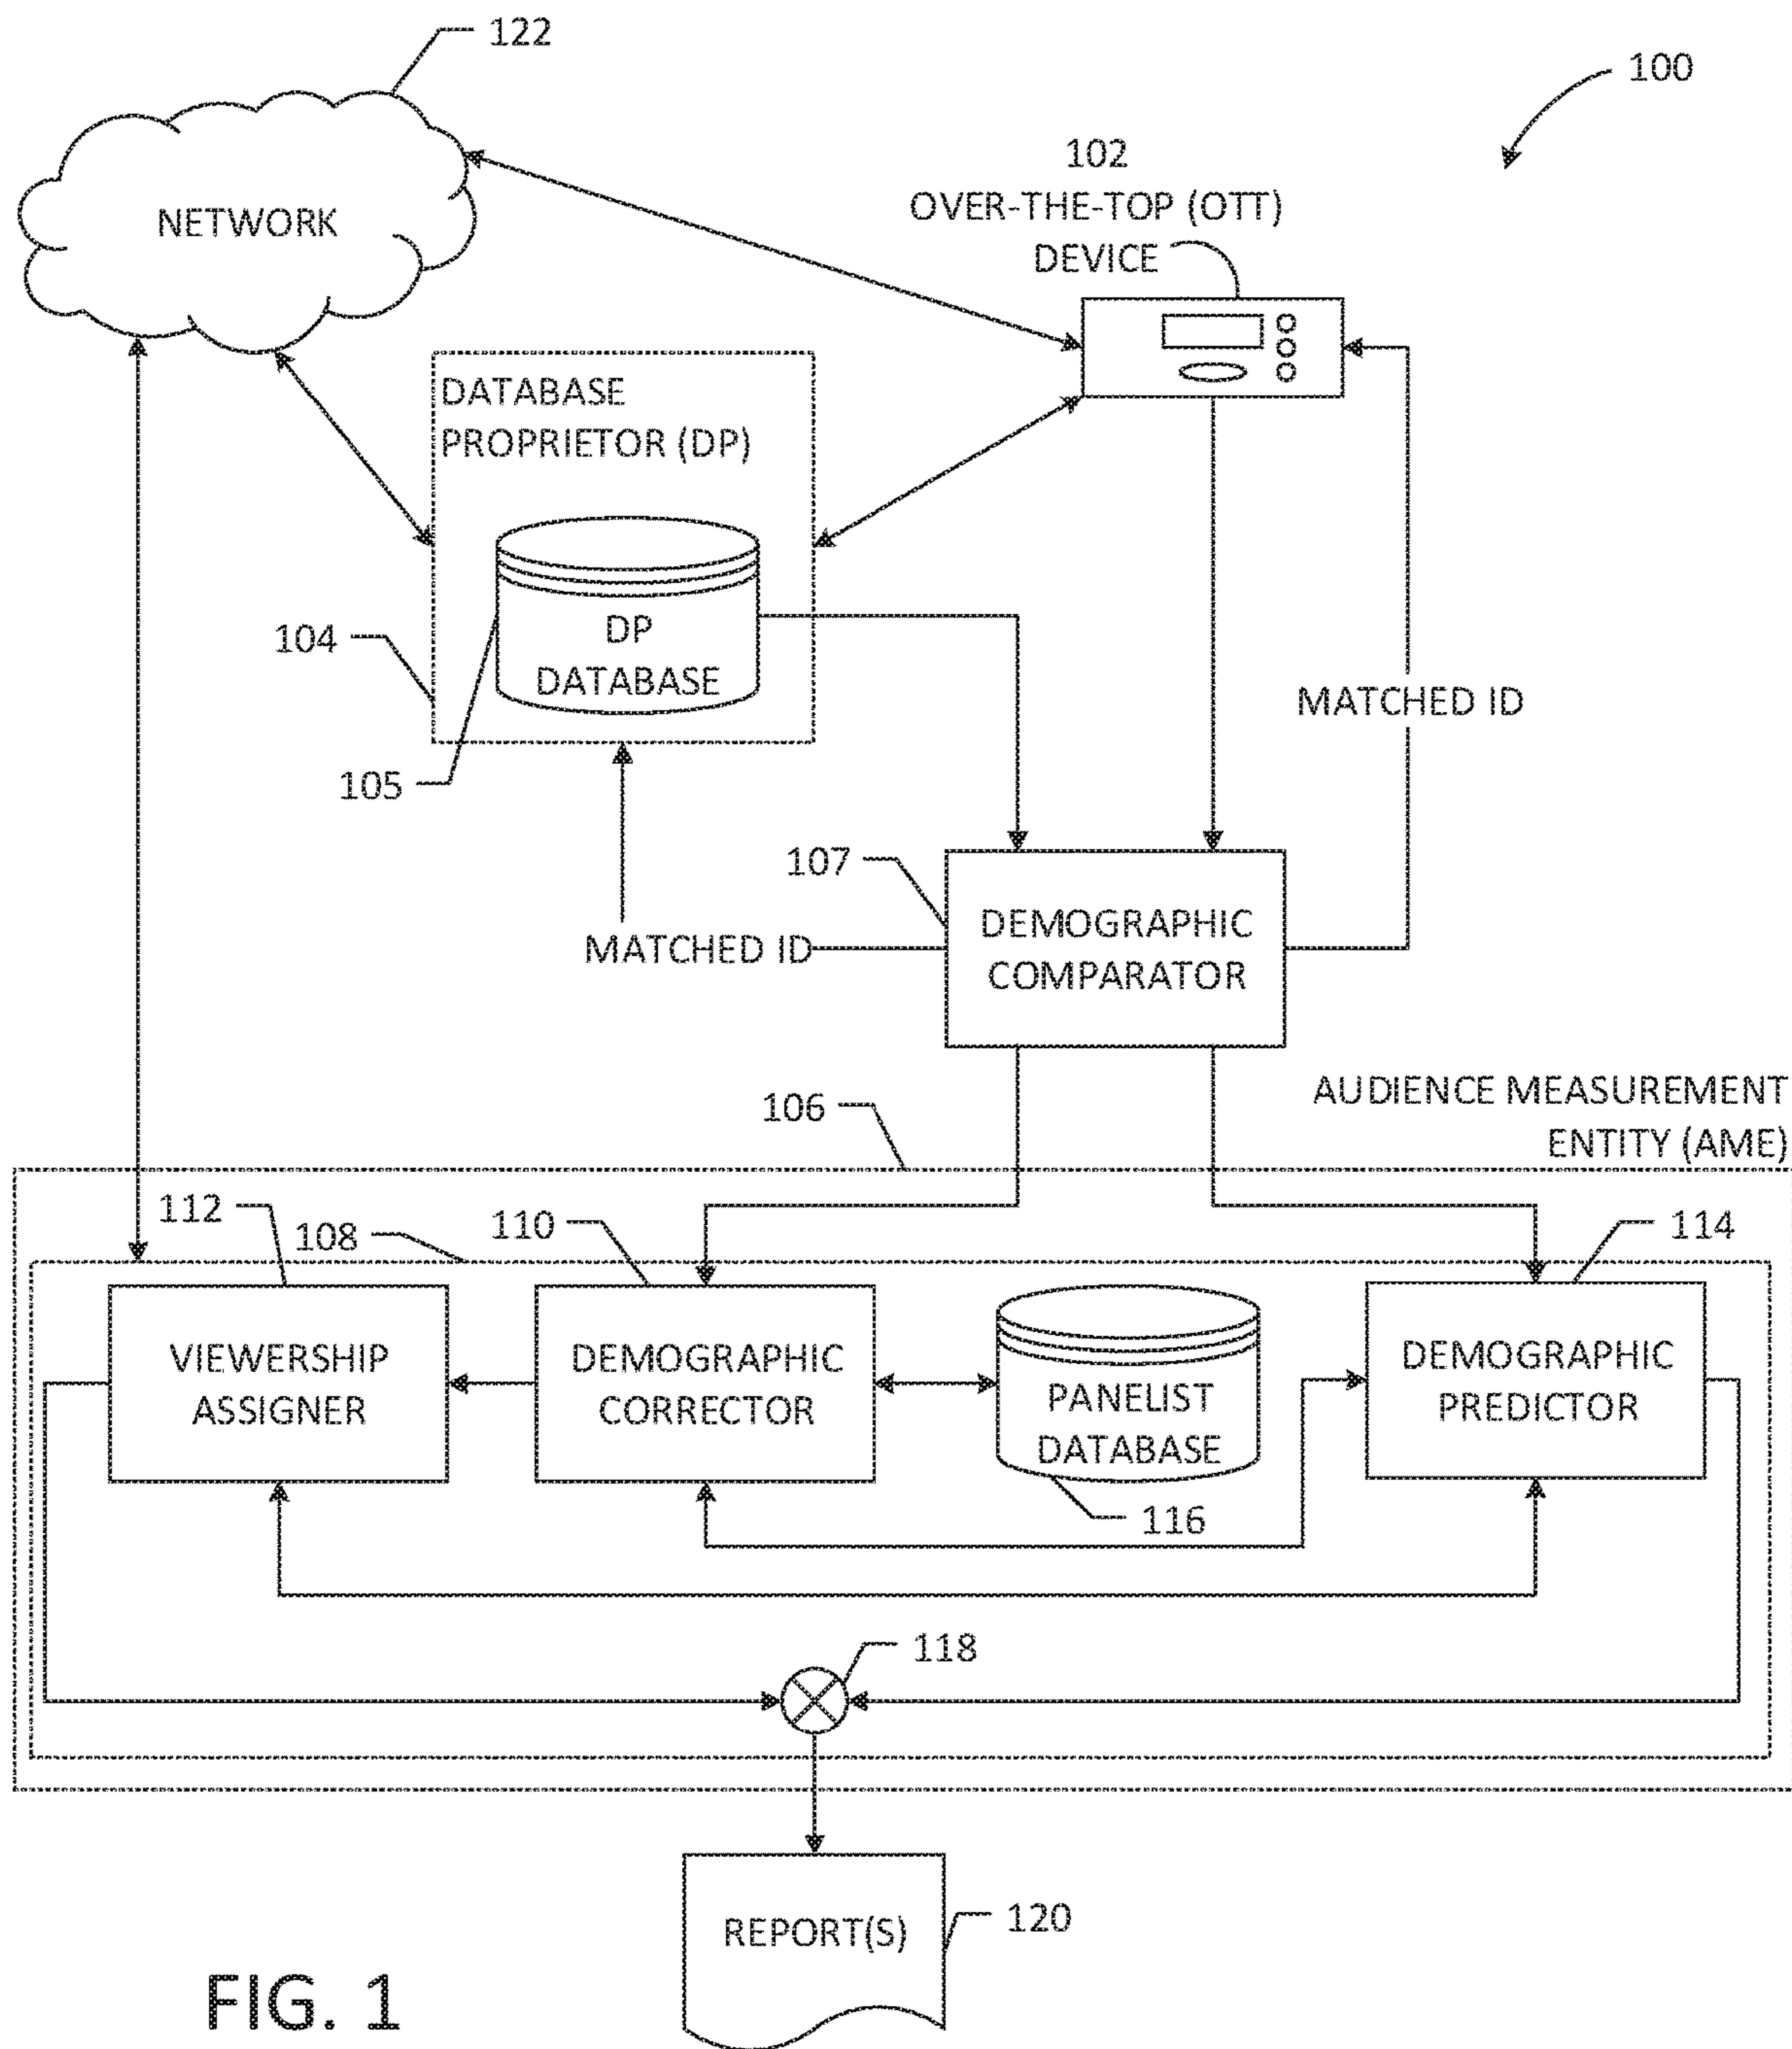 122
100
NETWORK
102
OVER-THE-TOP (OTT)
DEVICE
DATABASE
PROPRIETOR (DP)
DP
DATABASE
104
105
MATCHED ID
107
DEMOGRAPHIC
COMPARATOR
MATCHED ID
106
AUDIENCE MEASUREMENT
ENTITY (AME)
112
108
110
114
VIEWERSHIP
ASSIGNER
DEMOGRAPHIC
CORRECTOR
PANELIST
DATABASE
116
DEMOGRAPHIC
PREDICTOR
118
REPORT(S)
120
FIG. 1